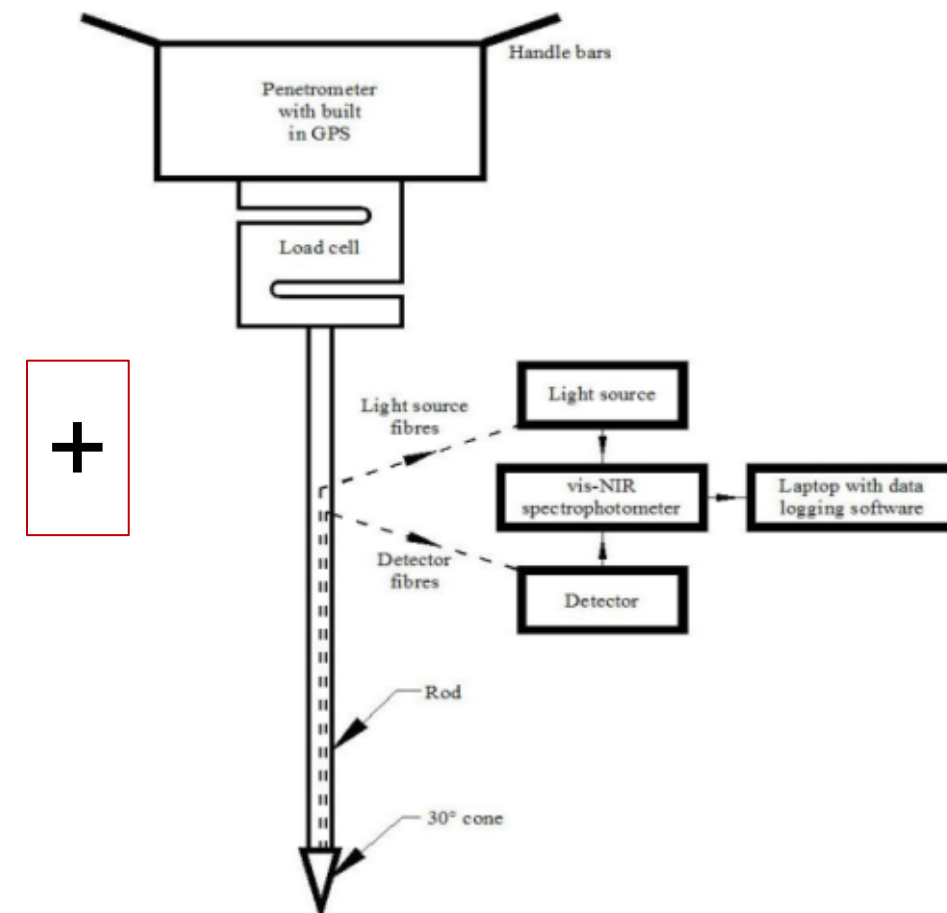 Handle bars
Penetrometer
with built
in GPS
Load cell
Light source
fibres
Light source
+
vis-NIR
spectrophotometer
Laptop with data
logging software
Detector
fibres
Detector
Rod
30° cone